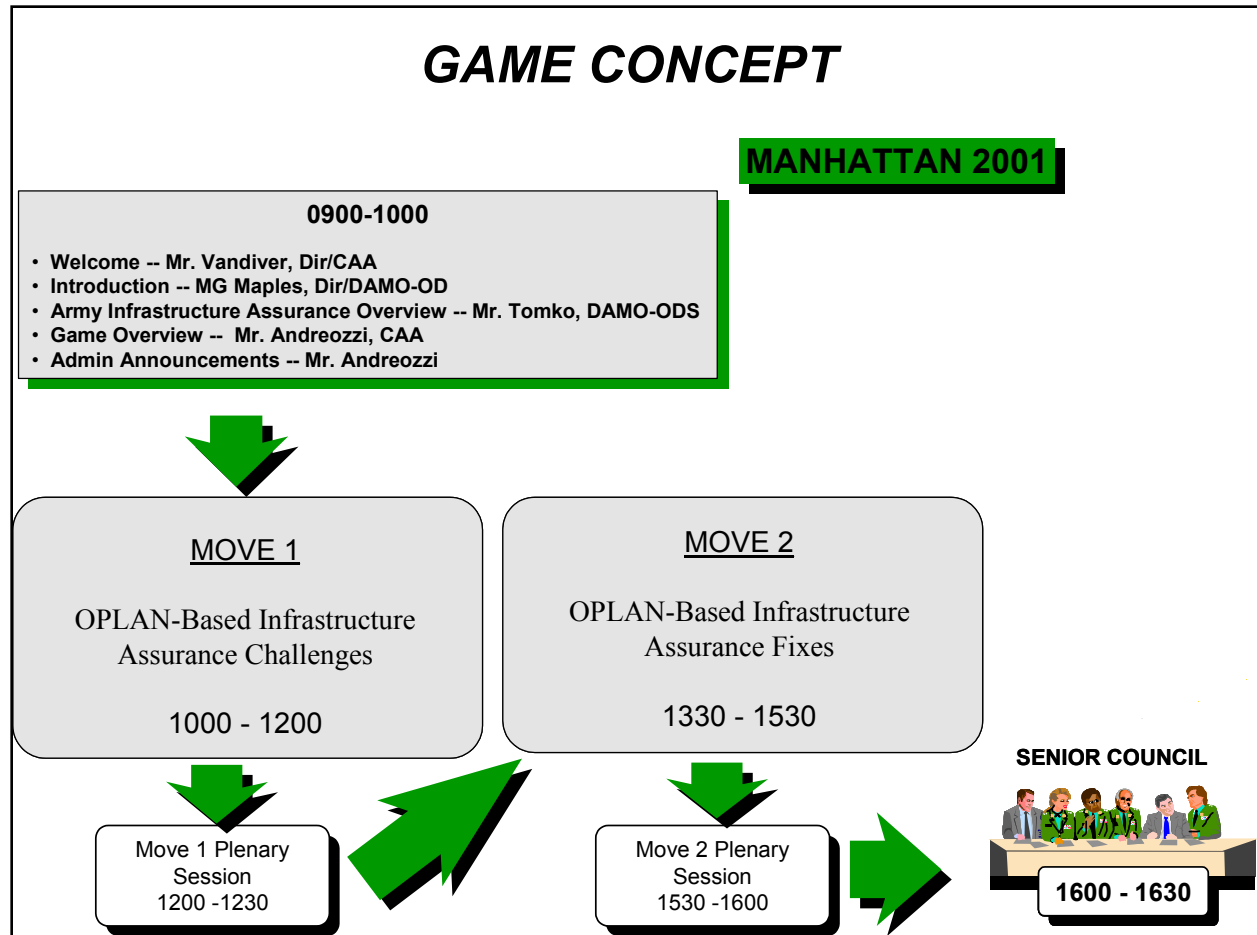 GAME CONCEPT
MANHATTAN 2001
0900-1000
• Welcome -- Mr. Vandiver, Dir/CAA
• Introduction -- MG Maples, Dir/DAMO-OD
• Army Infrastructure Assurance Overview -- Mr. Tomko, DAMO-ODS
• Game Overview -- Mr. Andreozzi, CAA
• Admin Announcements -- Mr. Andreozzi
MOVE 1
OPLAN-Based Infrastructure
Assurance Challenges
1000 - 1200
MOVE 2
OPLAN-Based Infrastructure
Assurance Fixes
1330 - 1530
Move 1 Plenary
Session
1200 -1230
Move 2 Plenary
Session
1530 -1600
SENIOR COUNCIL
1600 - 1630